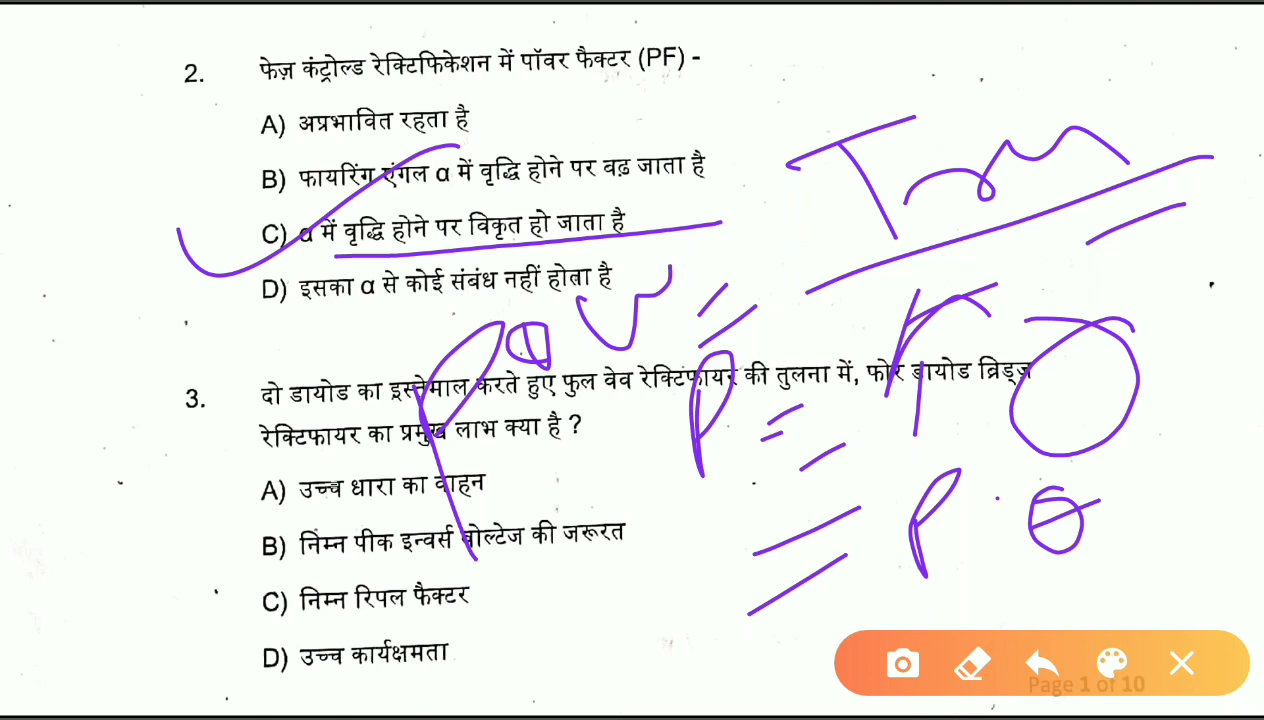 2. फेज़ कंट्रोल्ड रेक्टिफिकेशन में पॉवर फैक्टर (PF) -
A) अप्रभावित रहता है
B) फायरिंग एंगल α में वृद्धि होने पर बढ़ जाता है
C) α में वृद्धि होने पर विकृत हो जाता है
D) इसका α से कोई संबंध नहीं होता है
3. दो डायोड का इस्तेमाल करते हुए फुल वेव रेक्टिफायर की तुलना में, फोर डायोड ब्रिड्ज़
रेक्टिफायर का प्रमुख लाभ क्या है ?
A) उच्च धारा का वाहन
B) निम्न पीक इन्वर्स वोल्टेज की जरूरत
C) निम्न रिपल फैक्टर
D) उच्च कार्यक्षमता
Page 1 of 10